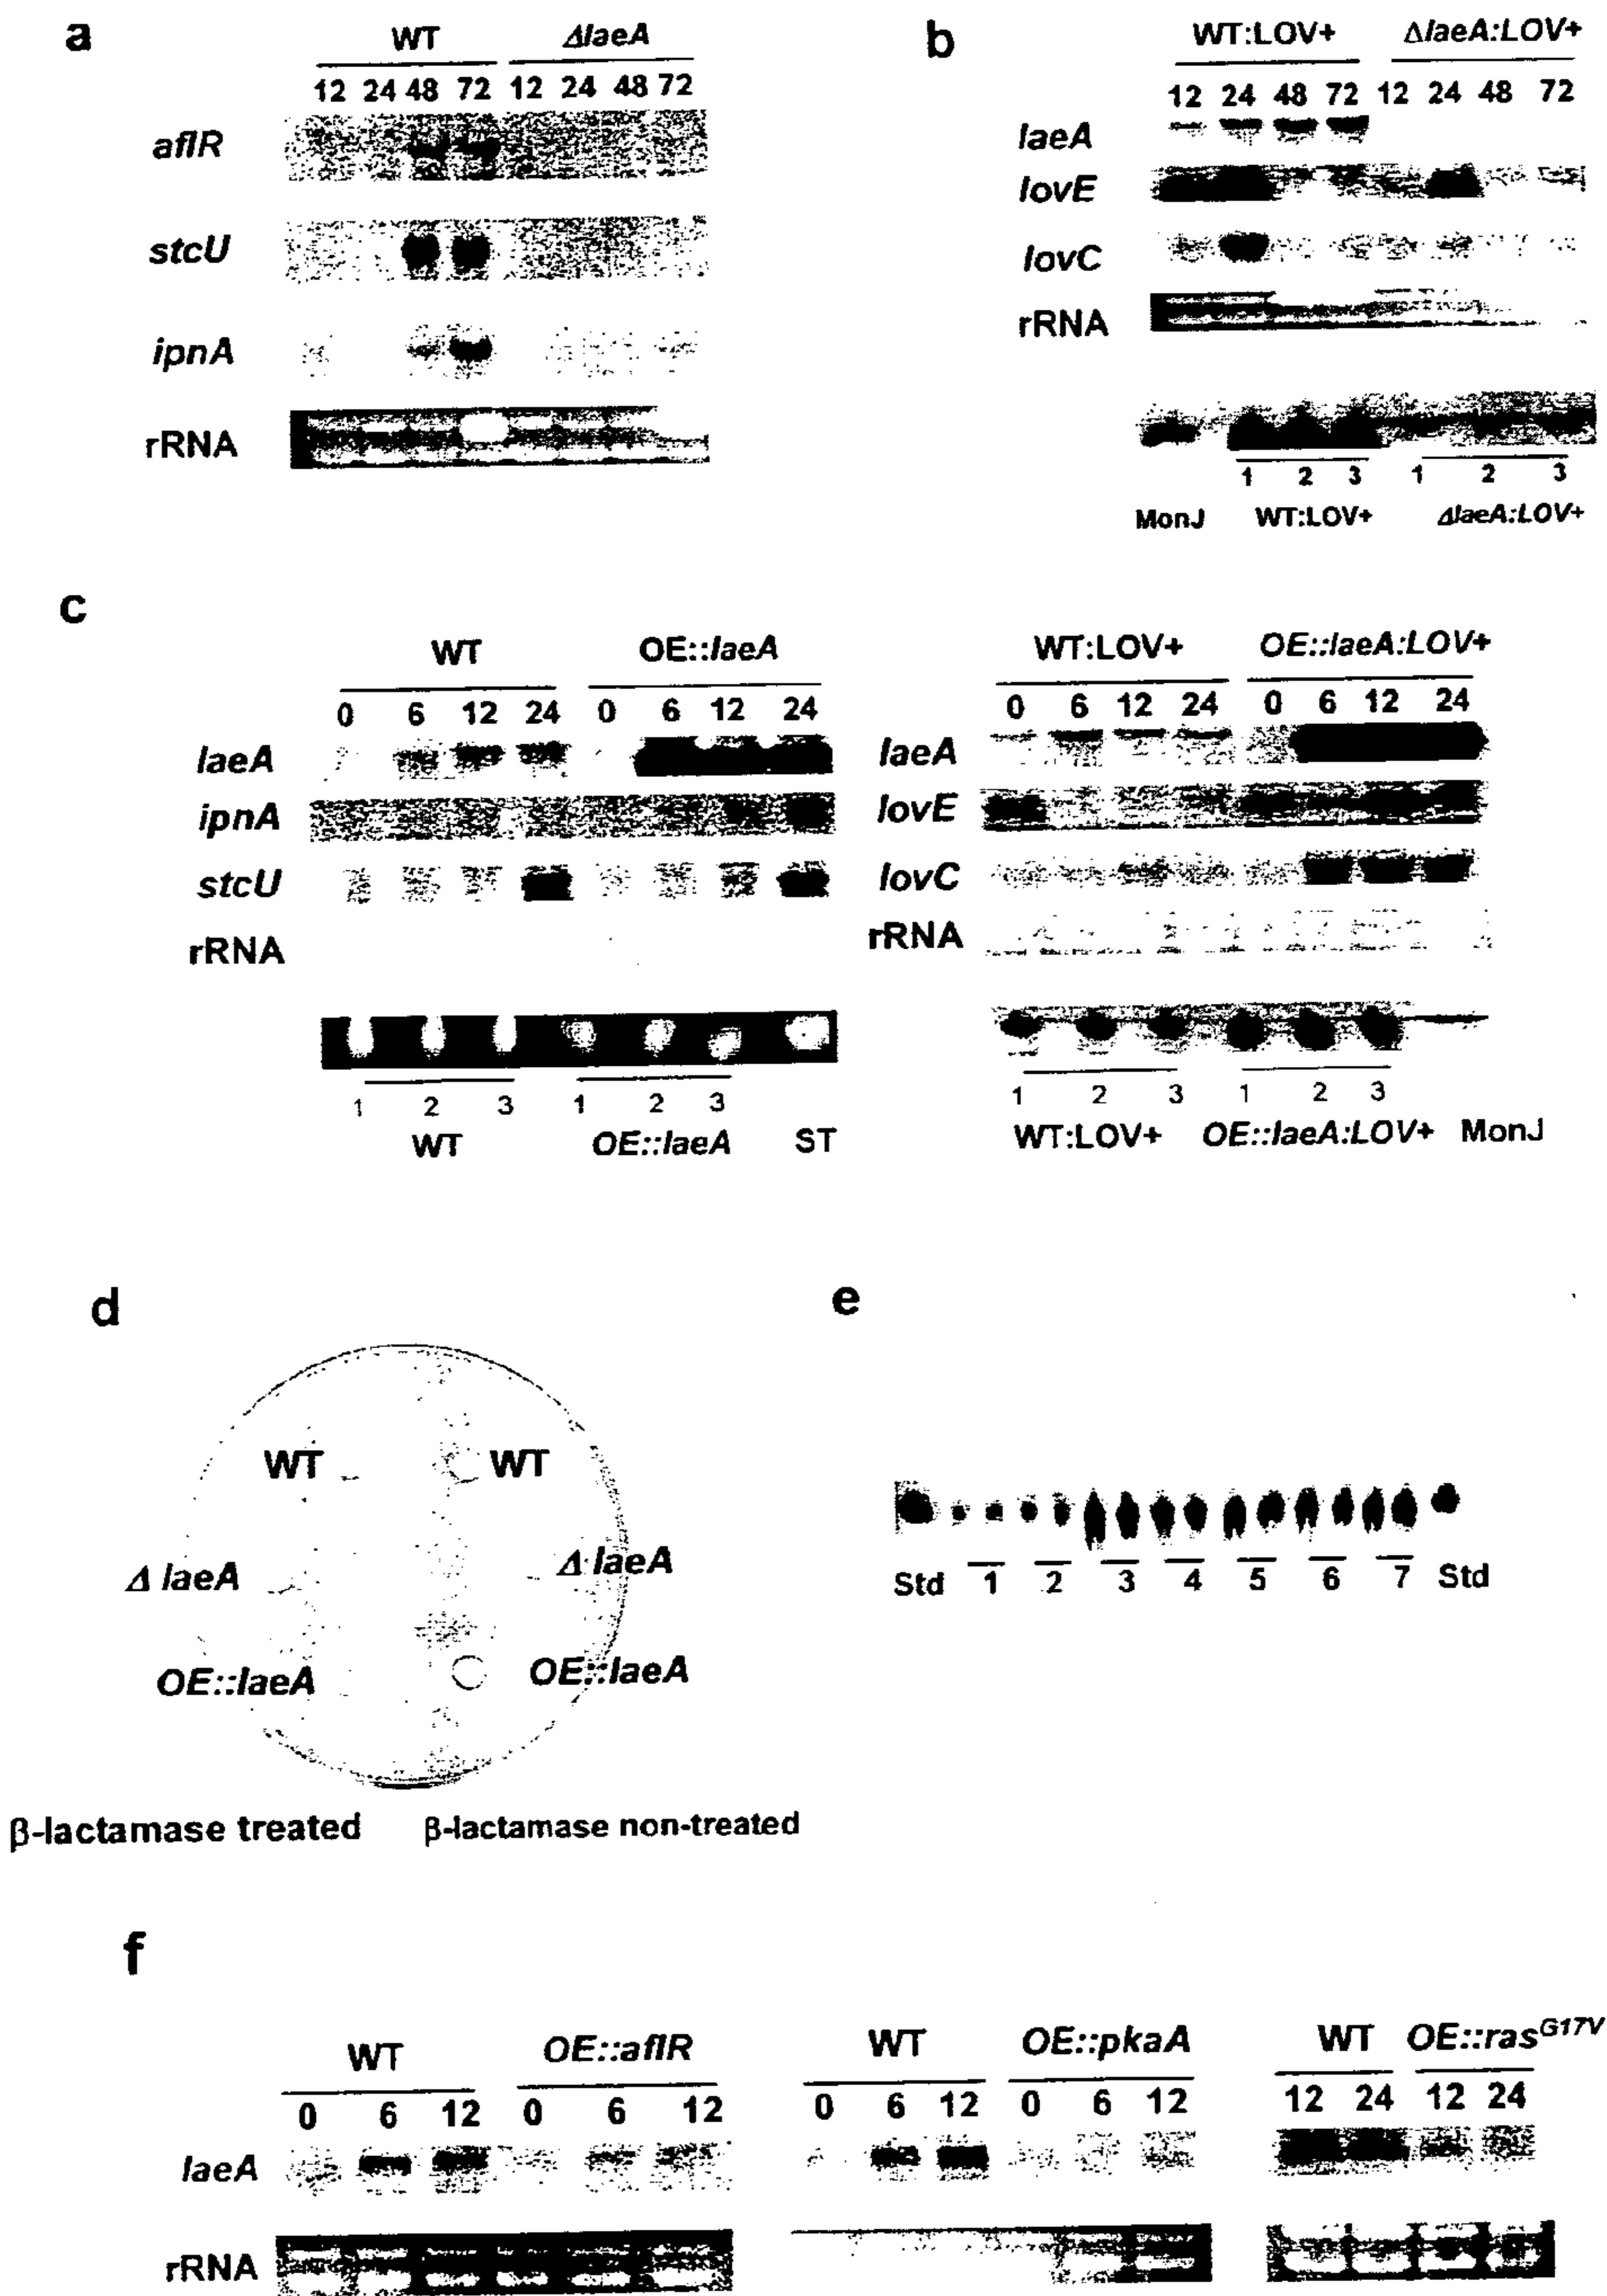 a
WT ΔlaeA
12 24 48 72 12 24 48 72
aflR
stcU
ipnA
rRNA
b
WT:LOV+ ΔlaeA:LOV+
12 24 48 72 12 24 48 72
laeA
lovE
lovC
rRNA
1 2 3 1 2 3
MonJ WT:LOV+ ΔlaeA:LOV+
c
WT OE::laeA
0 6 12 24 0 6 12 24
laeA
ipnA
stcU
rRNA
1 2 3 1 2 3
WT OE::laeA ST
WT:LOV+ OE::laeA:LOV+
0 6 12 24 0 6 12 24
laeA
lovE
lovC
rRNA
1 2 3 1 2 3
WT:LOV+ OE::laeA:LOV+ MonJ
d
WT WT
Δ laeA Δ laeA
OE::laeA OE::laeA
β-lactamase treated β-lactamase non-treated
e
Std 1 2 3 4 5 6 7 Std
f
WT OE::aflR WT OE::pkaA WT OE::ras^G17V
0 6 12 0 6 12 0 6 12 0 6 12 12 24 12 24
laeA
rRNA